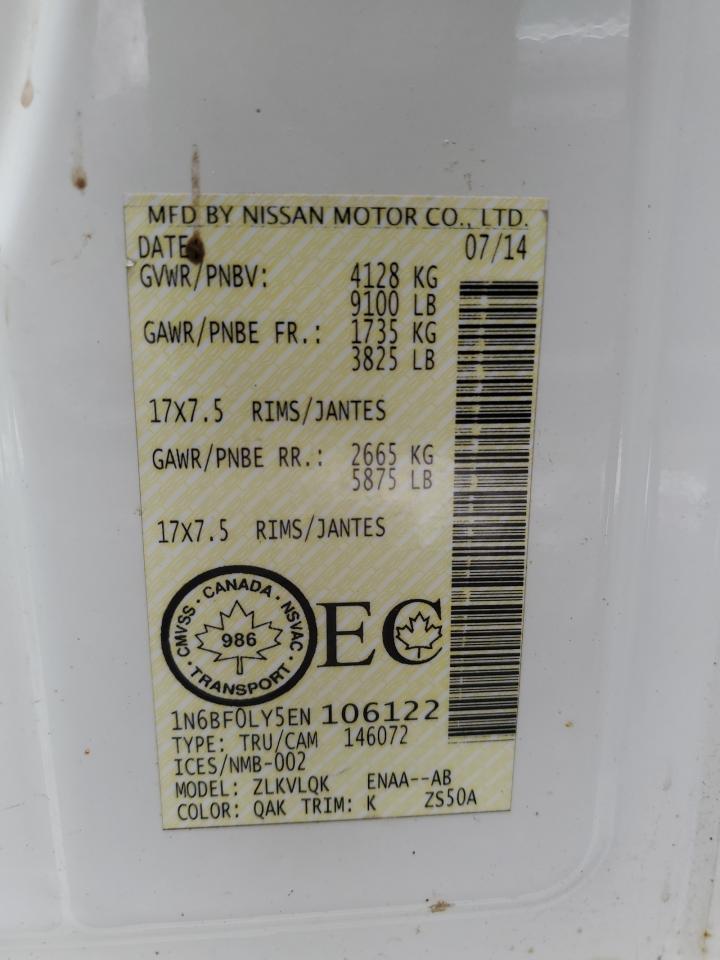 MFD BY NISSAN MOTOR CO., LTD.
DATE 07/14
GVWR/PNBV: 4128 KG
9100 LB
GAWR/PNBE FR.: 1735 KG
3825 LB
17X7.5 RIMS/JANTES
GAWR/PNBE RR.: 2665 KG
5875 LB
17X7.5 RIMS/JANTES
CMVSS · CANADA · NSVAC
986
· TRANSPORT ·
EC
1N6BF0LY5EN 106122
TYPE: TRU/CAM 146072
ICES/NMB-002
MODEL: ZLKVLQK ENAA--AB
COLOR: QAK TRIM: K ZS50A